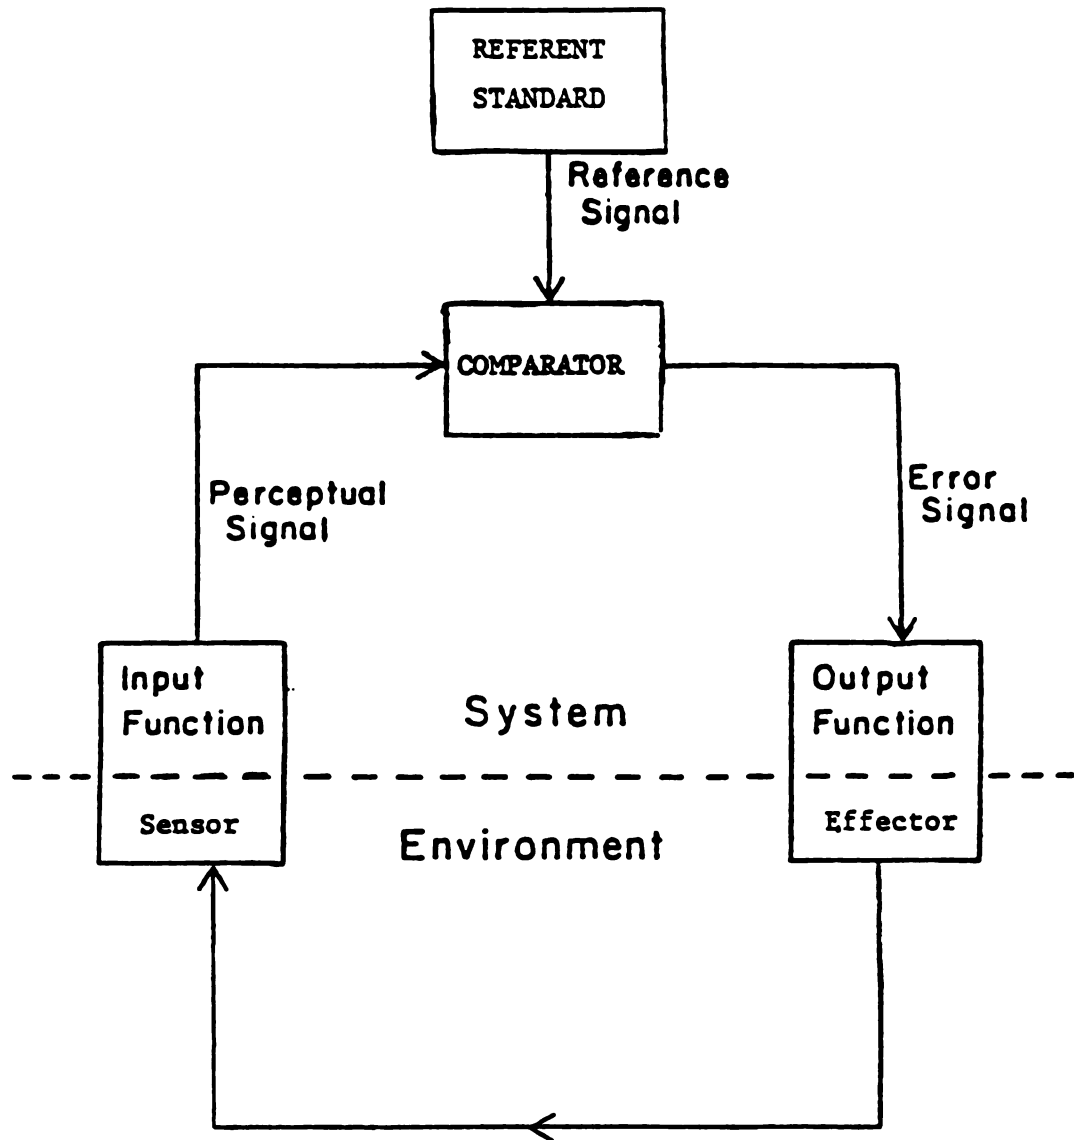 REFERENT
STANDARD
Reference
Signal
COMPARATOR
Perceptual
Signal
Error
Signal
Input
Function
Output
Function
System
Sensor
Effector
Environment